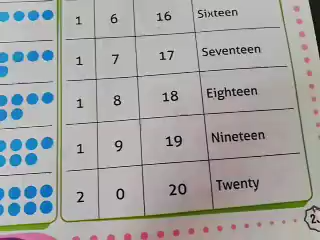 1 6 16 Sixteen
1 7 17 Seventeen
1 8 18 Eighteen
1 9 19 Nineteen
2 0 20 Twenty